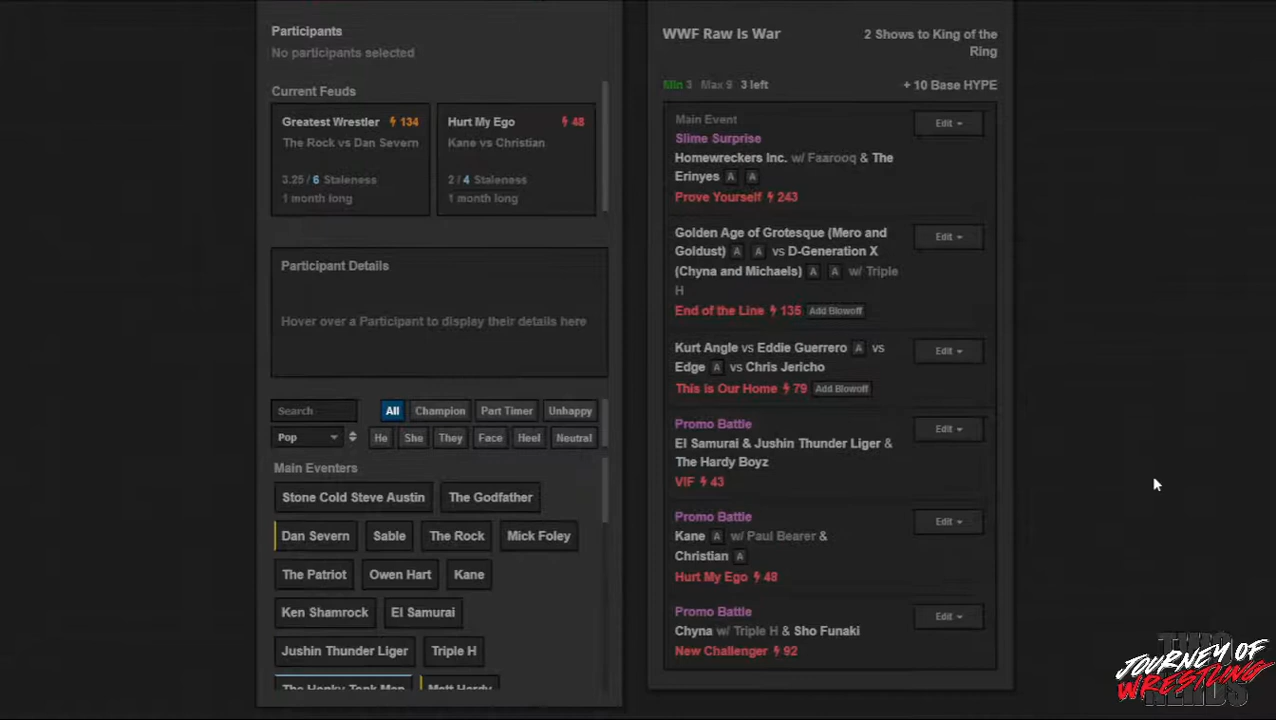 Participants
No participants selected
Current Feuds
Greatest Wrestler 134
The Rock vs Dan Severn
3.25 / 6 Staleness
1 month long
Hurt My Ego 48
Kane vs Christian
2 / 4 Staleness
1 month long
Participant Details
Hover over a Participant to display their details here
Search All Champion Part Timer Unhappy
Pop He She They Face Heel Neutral
Main Eventers
Stone Cold Steve Austin The Godfather
Dan Severn Sable The Rock Mick Foley
The Patriot Owen Hart Kane
Ken Shamrock El Samurai
Jushin Thunder Liger Triple H
The Honky Tonk Man Matt Hardy
WWF Raw Is War 2 Shows to King of the
Ring
Min 3 Max 9 3 left + 10 Base HYPE
Main Event Edit
Slime Surprise
Homewreckers Inc. w/ Faarooq & The
Erinyes A A
Prove Yourself 243
Golden Age of Grotesque (Mero and Edit
Goldust) A A vs D-Generation X
(Chyna and Michaels) A A w/ Triple
H
End of the Line 135 Add Blowoff
Kurt Angle vs Eddie Guerrero A vs Edit
Edge A vs Chris Jericho
This is Our Home 79 Add Blowoff
Promo Battle Edit
El Samurai & Jushin Thunder Liger &
The Hardy Boyz
VIF 43
Promo Battle Edit
Kane A w/ Paul Bearer &
Christian A
Hurt My Ego 48
Promo Battle Edit
Chyna w/ Triple H & Sho Funaki
New Challenger 92
JOURNEY OF
WRESTLING